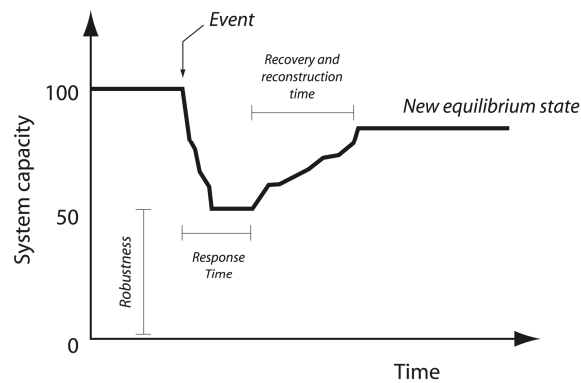 Event
Recovery and
reconstruction
time
100
New equilibrium state
System capacity
50
Robustness
Response
Time
0
Time